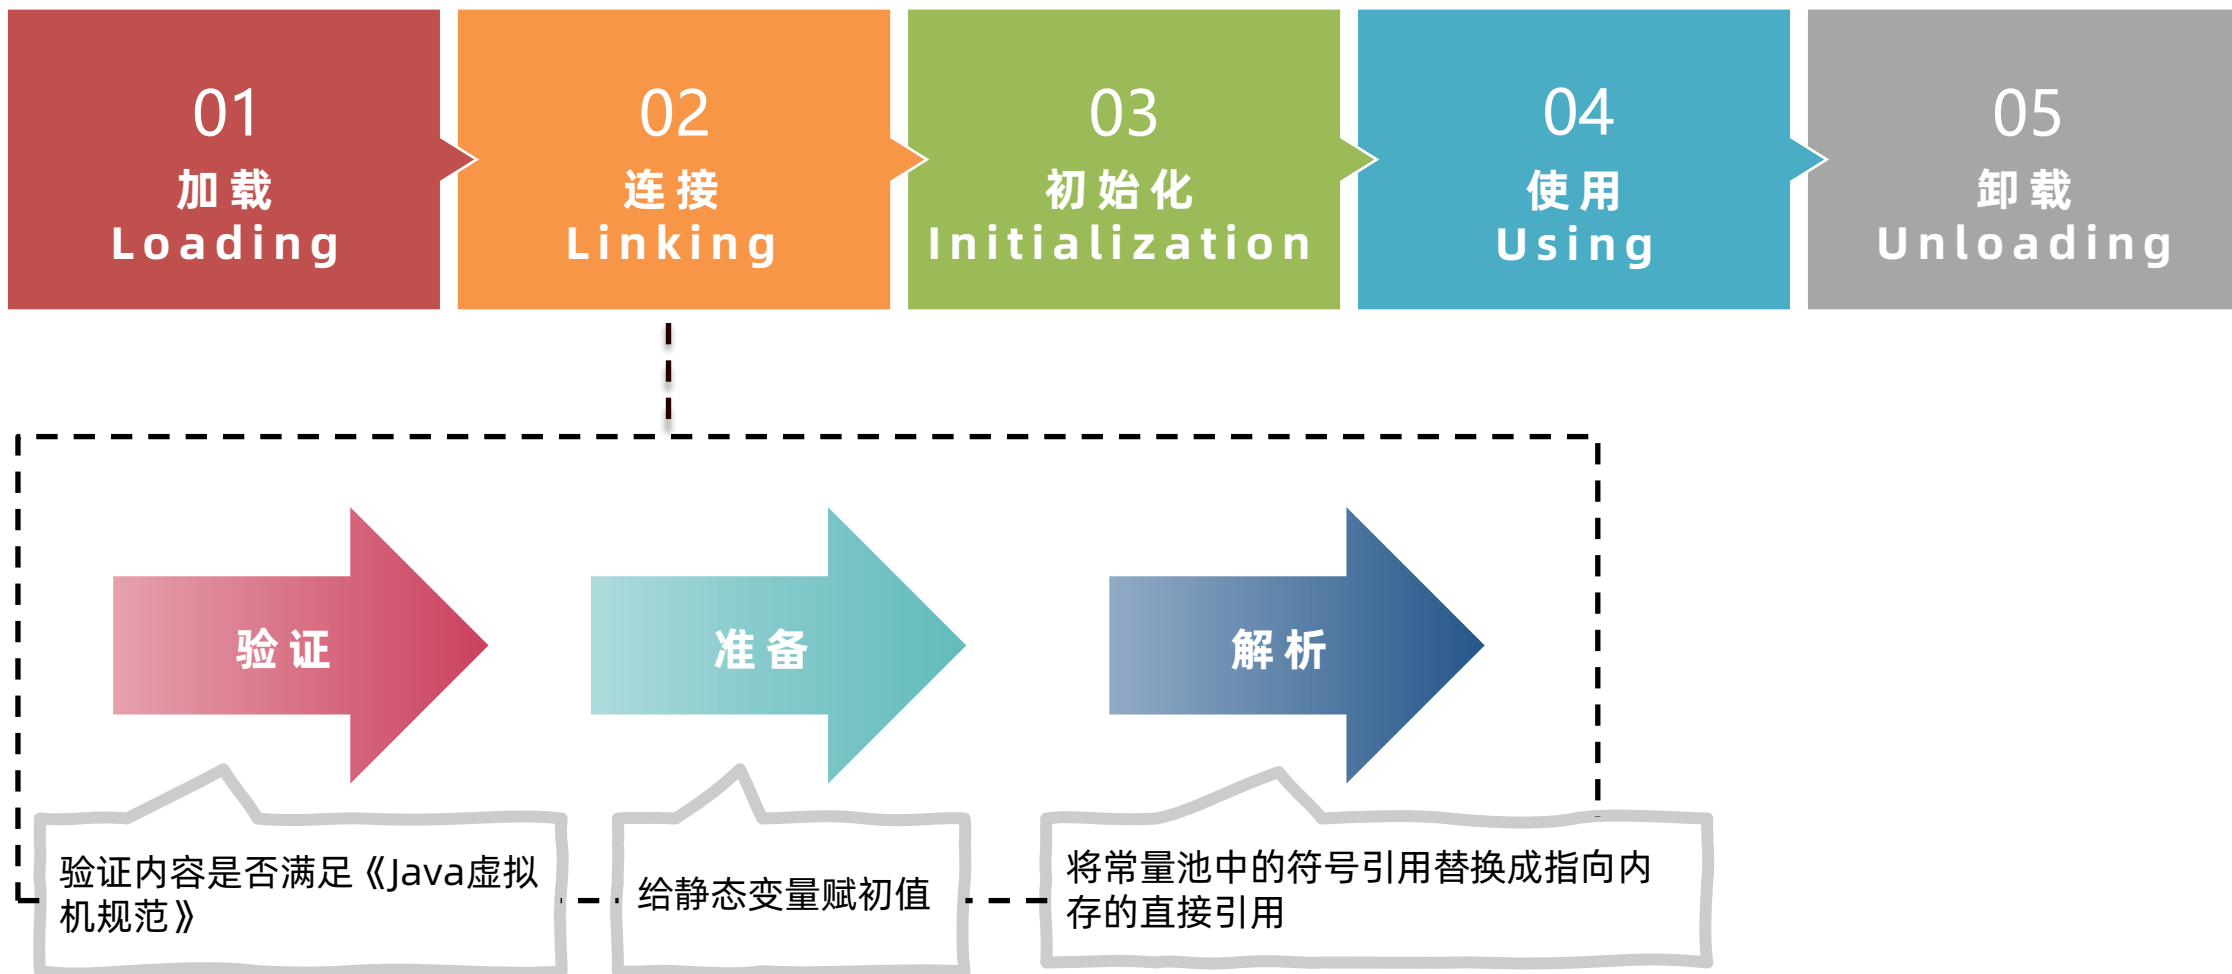 01
加载
Loading
02
连接
Linking
03
初始化
Initialization
04
使用
Using
05
卸载
Unloading
验证
准备
解析
验证内容是否满足《Java虚拟
机规范》
给静态变量赋初值
将常量池中的符号引用替换成指向内
存的直接引用